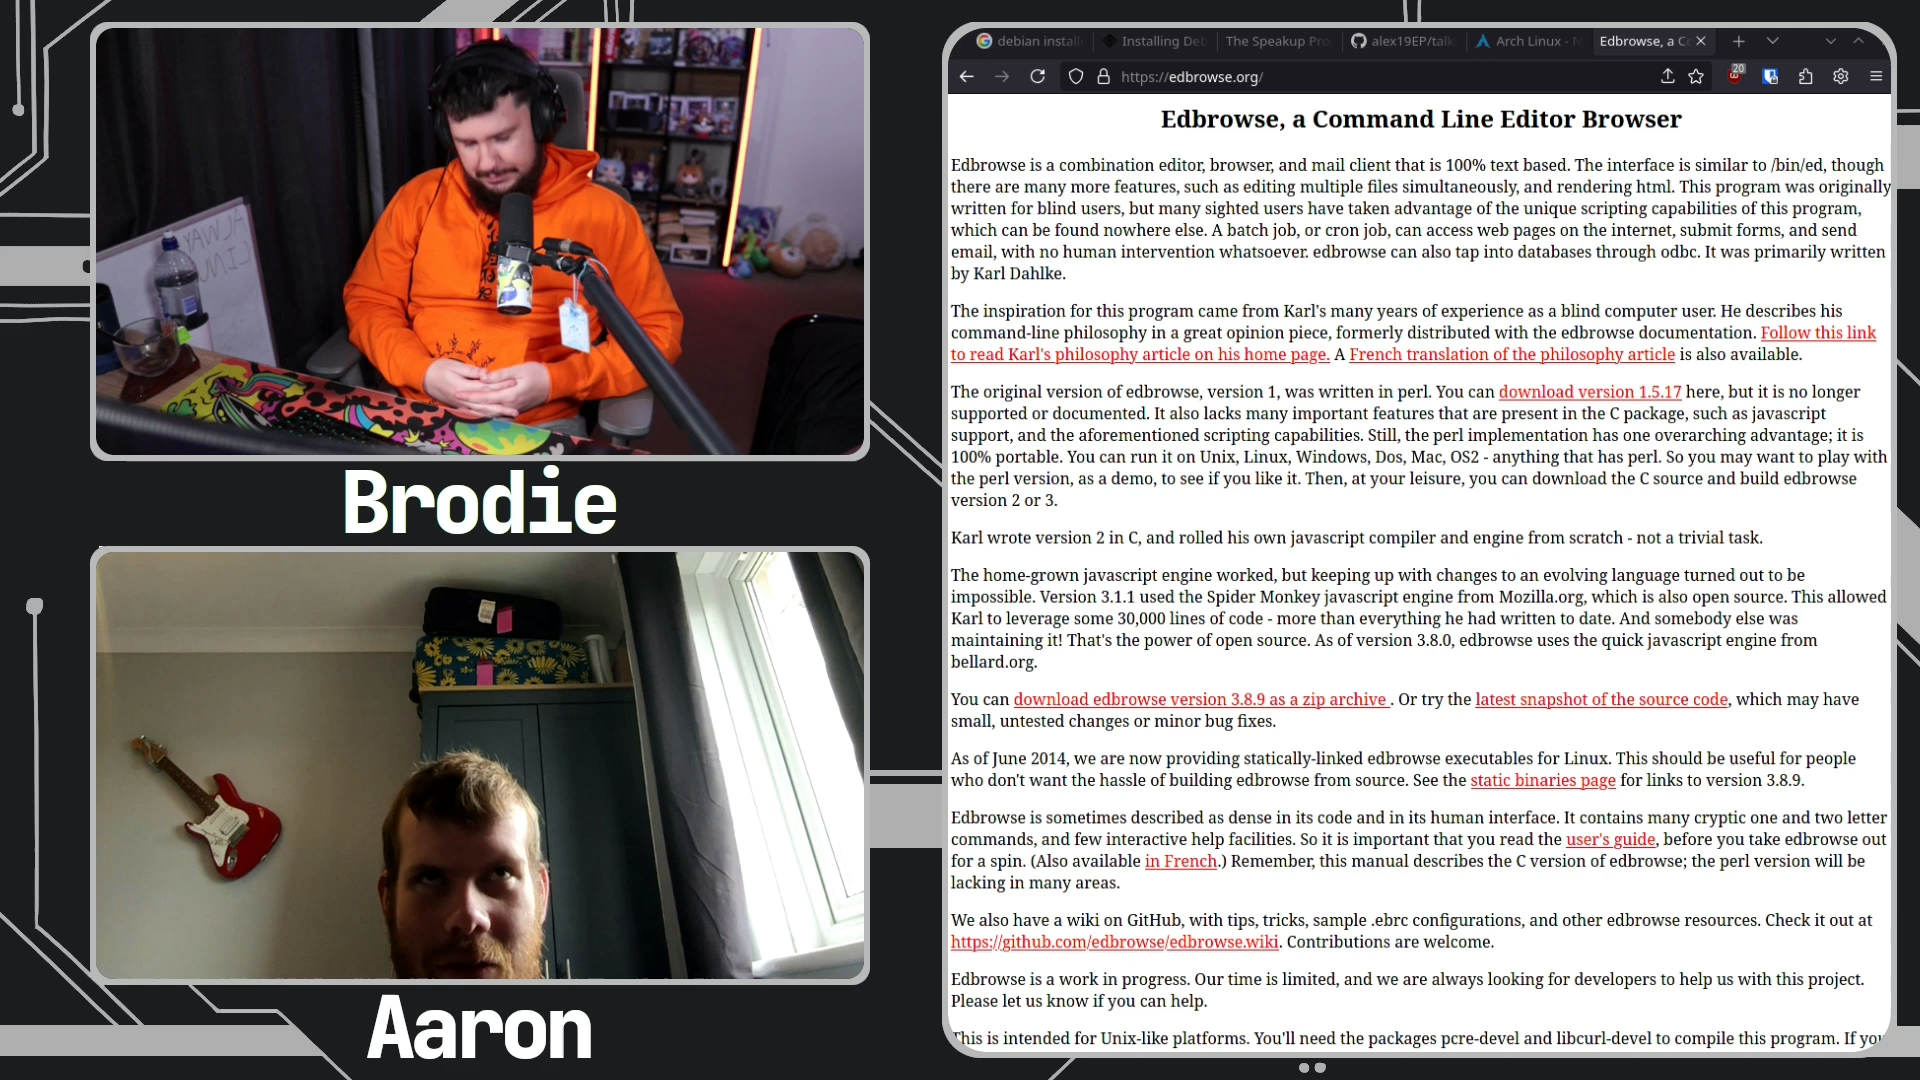 Brodie
Aaron
debian install
Installing Deb
The Speakup Pro
alex19EP/talk
Arch Linux - N
Edbrowse, a C
https://edbrowse.org/
20
Edbrowse, a Command Line Editor Browser
Edbrowse is a combination editor, browser, and mail client that is 100% text based. The interface is similar to /bin/ed, though
there are many more features, such as editing multiple files simultaneously, and rendering html. This program was originally
written for blind users, but many sighted users have taken advantage of the unique scripting capabilities of this program,
which can be found nowhere else. A batch job, or cron job, can access web pages on the internet, submit forms, and send
email, with no human intervention whatsoever. edbrowse can also tap into databases through odbc. It was primarily written
by Karl Dahlke.
The inspiration for this program came from Karl's many years of experience as a blind computer user. He describes his
command-line philosophy in a great opinion piece, formerly distributed with the edbrowse documentation. Follow this link
to read Karl's philosophy article on his home page. A French translation of the philosophy article is also available.
The original version of edbrowse, version 1, was written in perl. You can download version 1.5.17 here, but it is no longer
supported or documented. It also lacks many important features that are present in the C package, such as javascript
support, and the aforementioned scripting capabilities. Still, the perl implementation has one overarching advantage; it is
100% portable. You can run it on Unix, Linux, Windows, Dos, Mac, OS2 - anything that has perl. So you may want to play with
the perl version, as a demo, to see if you like it. Then, at your leisure, you can download the C source and build edbrowse
version 2 or 3.
Karl wrote version 2 in C, and rolled his own javascript compiler and engine from scratch - not a trivial task.
The home-grown javascript engine worked, but keeping up with changes to an evolving language turned out to be
impossible. Version 3.1.1 used the Spider Monkey javascript engine from Mozilla.org, which is also open source. This allowed
Karl to leverage some 30,000 lines of code - more than everything he had written to date. And somebody else was
maintaining it! That's the power of open source. As of version 3.8.0, edbrowse uses the quick javascript engine from
bellard.org.
You can download edbrowse version 3.8.9 as a zip archive . Or try the latest snapshot of the source code, which may have
small, untested changes or minor bug fixes.
As of June 2014, we are now providing statically-linked edbrowse executables for Linux. This should be useful for people
who don't want the hassle of building edbrowse from source. See the static binaries page for links to version 3.8.9.
Edbrowse is sometimes described as dense in its code and in its human interface. It contains many cryptic one and two letter
commands, and few interactive help facilities. So it is important that you read the user's guide, before you take edbrowse out
for a spin. (Also available in French.) Remember, this manual describes the C version of edbrowse; the perl version will be
lacking in many areas.
We also have a wiki on GitHub, with tips, tricks, sample .ebrc configurations, and other edbrowse resources. Check it out at
https://github.com/edbrowse/edbrowse.wiki. Contributions are welcome.
Edbrowse is a work in progress. Our time is limited, and we are always looking for developers to help us with this project.
Please let us know if you can help.
This is intended for Unix-like platforms. You'll need the packages pcre-devel and libcurl-devel to compile this program. If you